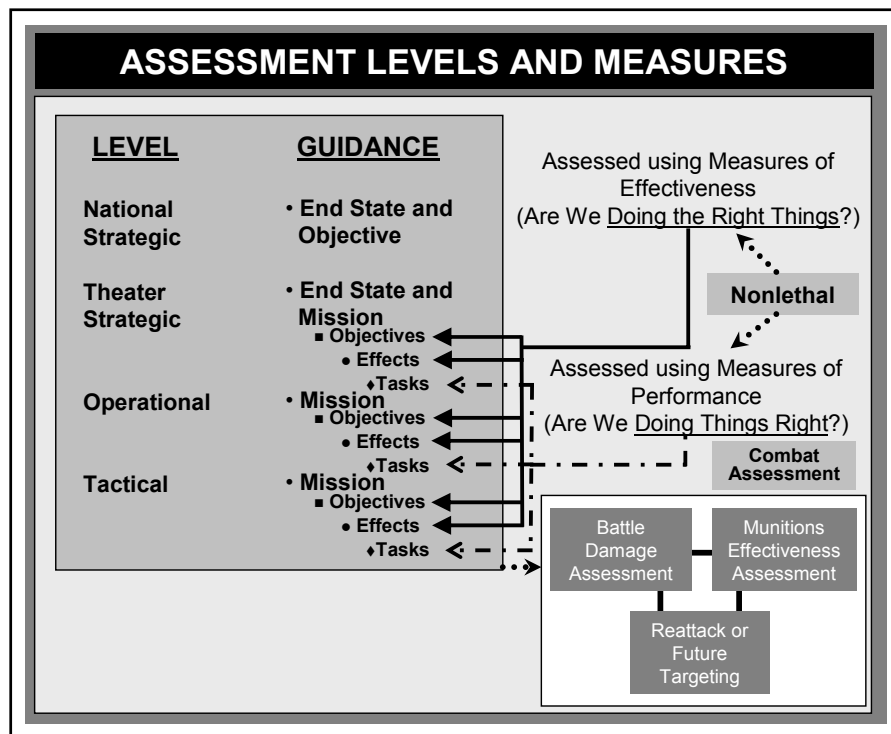 ASSESSMENT LEVELS AND MEASURES
LEVEL
GUIDANCE
National
Strategic
• End State and
Objective
Theater
Strategic
• End State and
Mission
■ Objectives
● Effects
♦Tasks
Operational
• Mission
■ Objectives
● Effects
♦Tasks
Tactical
• Mission
■ Objectives
● Effects
♦Tasks
Assessed using Measures of
Effectiveness
(Are We Doing the Right Things?)
Nonlethal
Assessed using Measures of
Performance
(Are We Doing Things Right?)
Combat
Assessment
Battle
Damage
Assessment
Munitions
Effectiveness
Assessment
Reattack or
Future
Targeting